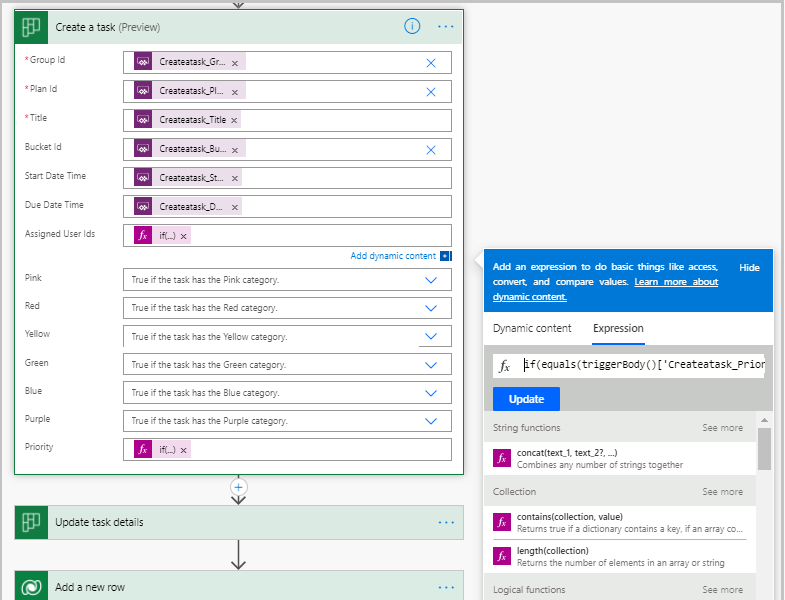 Create a task (Preview)
* Group Id
Createatask_Gr...
* Plan Id
Createatask_Pl...
* Title
Createatask_Title
Bucket Id
Createatask_Bu...
Start Date Time
Createatask_St...
Due Date Time
Createatask_D...
Assigned User Ids
fx if(...)
Add dynamic content
Pink
True if the task has the Pink category.
Red
True if the task has the Red category.
Yellow
True if the task has the Yellow category.
Green
True if the task has the Green category.
Blue
True if the task has the Blue category.
Purple
True if the task has the Purple category.
Priority
fx if(...)
Update task details
Add a new row
Add an expression to do basic things like access,
convert, and compare values. Learn more about
dynamic content.
Hide
Dynamic content
Expression
fx if(equals(triggerBody()['Createatask_Prior
Update
String functions
See more
fx concat(text_1, text_2?, ...)
Combines any number of strings together
Collection
See more
fx contains(collection, value)
Returns true if a dictionary contains a key, if an array co...
fx length(collection)
Returns the number of elements in an array or string
Logical functions
See more